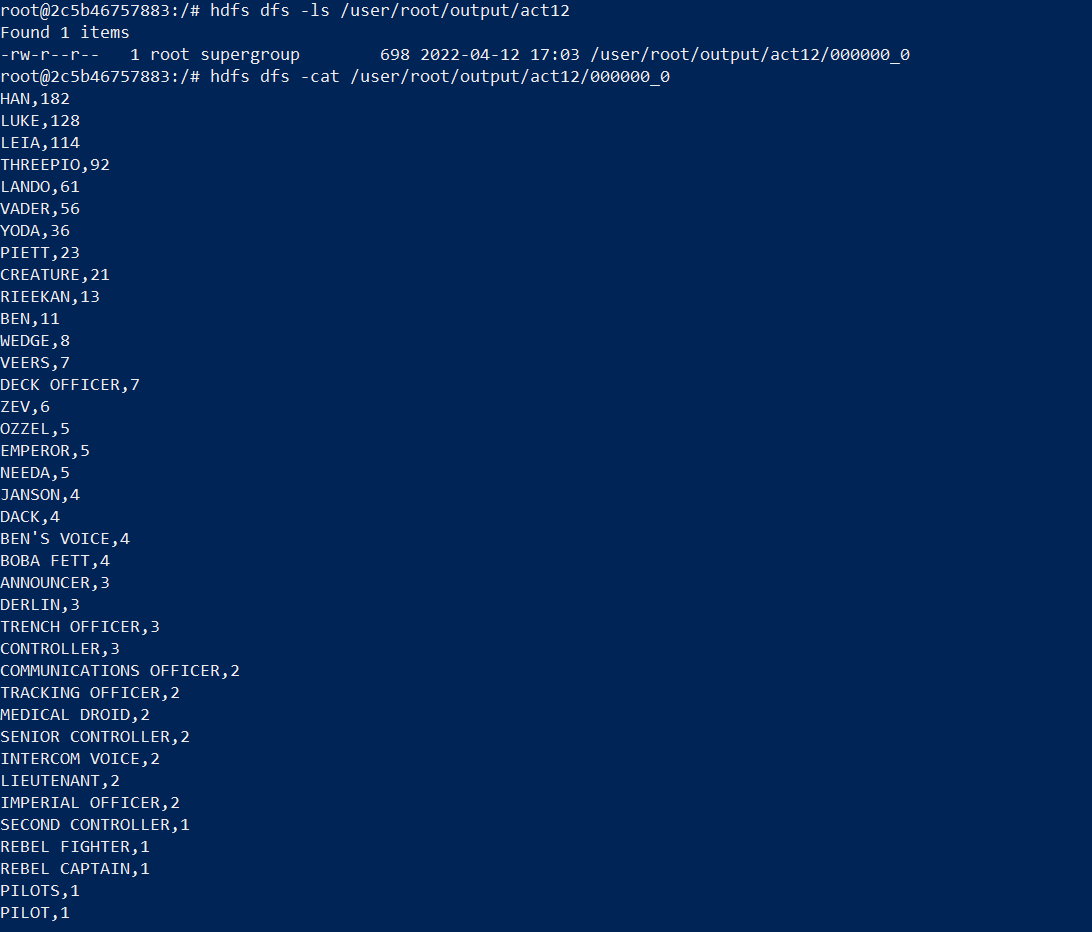 root@2c5b46757883:/# hdfs dfs -ls /user/root/output/act12
Found 1 items
-rw-r--r--   1 root supergroup        698 2022-04-12 17:03 /user/root/output/act12/000000_0
root@2c5b46757883:/# hdfs dfs -cat /user/root/output/act12/000000_0
HAN,182
LUKE,128
LEIA,114
THREEPIO,92
LANDO,61
VADER,56
YODA,36
PIETT,23
CREATURE,21
RIEEKAN,13
BEN,11
WEDGE,8
VEERS,7
DECK OFFICER,7
ZEV,6
OZZEL,5
EMPEROR,5
NEEDA,5
JANSON,4
DACK,4
BEN'S VOICE,4
BOBA FETT,4
ANNOUNCER,3
DERLIN,3
TRENCH OFFICER,3
CONTROLLER,3
COMMUNICATIONS OFFICER,2
TRACKING OFFICER,2
MEDICAL DROID,2
SENIOR CONTROLLER,2
INTERCOM VOICE,2
LIEUTENANT,2
IMPERIAL OFFICER,2
SECOND CONTROLLER,1
REBEL FIGHTER,1
REBEL CAPTAIN,1
PILOTS,1
PILOT,1